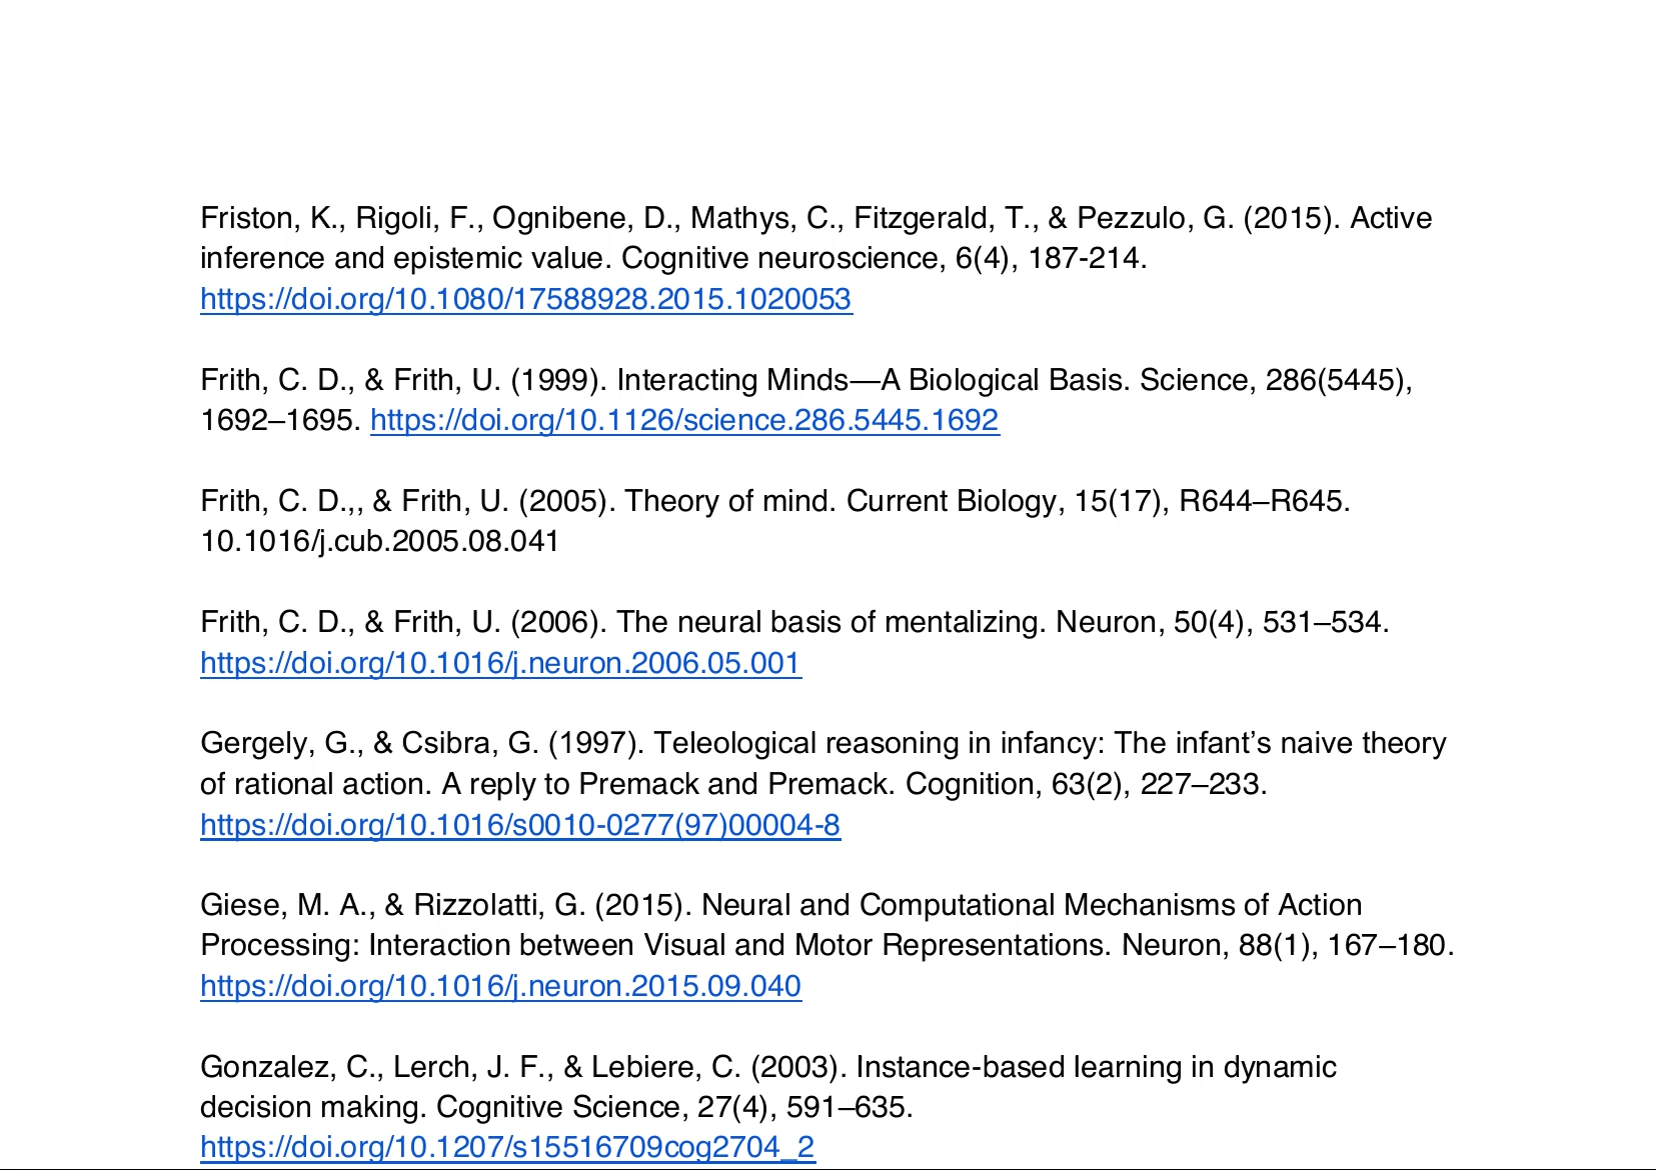 Friston, K., Rigoli, F., Ognibene, D., Mathys, C., Fitzgerald, T., & Pezzulo, G. (2015). Active
inference and epistemic value. Cognitive neuroscience, 6(4), 187-214.
https://doi.org/10.1080/17588928.2015.1020053
Frith, C. D., & Frith, U. (1999). Interacting Minds—A Biological Basis. Science, 286(5445),
1692–1695. https://doi.org/10.1126/science.286.5445.1692
Frith, C. D.,, & Frith, U. (2005). Theory of mind. Current Biology, 15(17), R644–R645.
10.1016/j.cub.2005.08.041
Frith, C. D., & Frith, U. (2006). The neural basis of mentalizing. Neuron, 50(4), 531–534.
https://doi.org/10.1016/j.neuron.2006.05.001
Gergely, G., & Csibra, G. (1997). Teleological reasoning in infancy: The infant’s naive theory
of rational action. A reply to Premack and Premack. Cognition, 63(2), 227–233.
https://doi.org/10.1016/s0010-0277(97)00004-8
Giese, M. A., & Rizzolatti, G. (2015). Neural and Computational Mechanisms of Action
Processing: Interaction between Visual and Motor Representations. Neuron, 88(1), 167–180.
https://doi.org/10.1016/j.neuron.2015.09.040
Gonzalez, C., Lerch, J. F., & Lebiere, C. (2003). Instance-based learning in dynamic
decision making. Cognitive Science, 27(4), 591–635.
https://doi.org/10.1207/s15516709cog2704_2